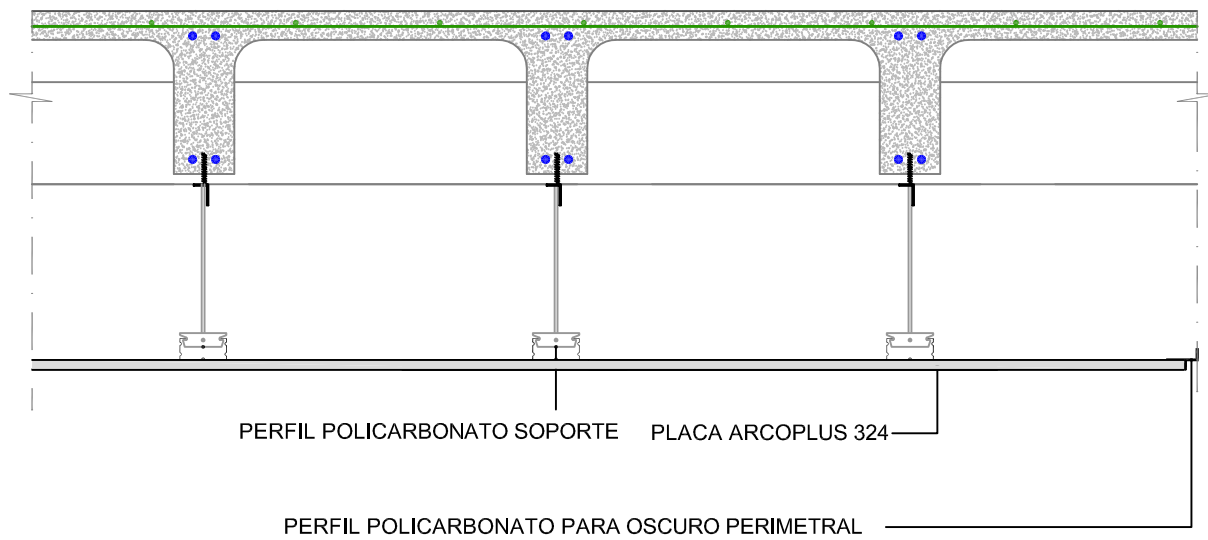 PERFIL POLICARBONATO SOPORTE
PLACA ARCOPLUS 324
PERFIL POLICARBONATO PARA OSCURO PERIMETRAL